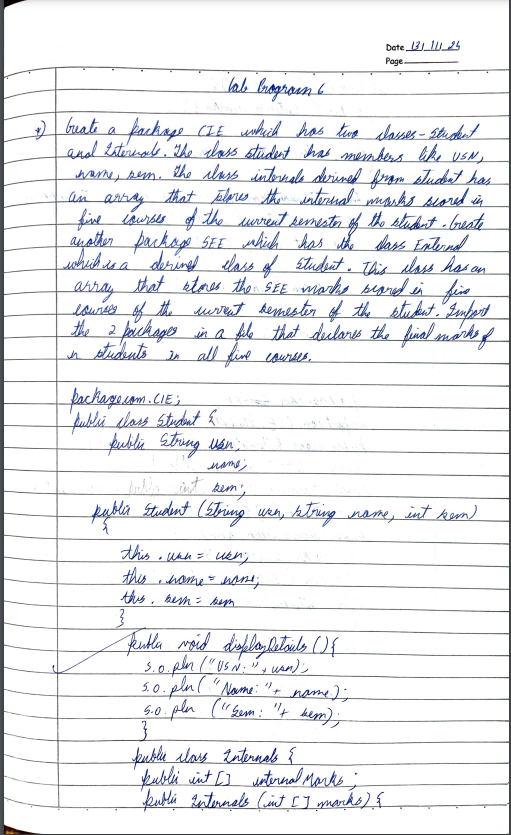 Date 13/11/24
Page
Lab Program 6
*) Create a package CIE which has two classes - Student
and Internals. The class student has members like USN,
name, sem. The class internals derived from student has
an array that stores the internal marks scored in
five courses of the current semester of the student. Create
another package SEE which has the class External
which is a derived class of Student. This class has an
array that stores the SEE marks scored in five
courses of the current semester of the student. Import
the 2 packages in a file that declares the final marks of
n students in all five courses.
package com.CIE;
public class Student {
public String usn;
name;
int sem;
public Student (String usn, string name, int sem)
{
this . usn = usn;
this . name = name;
this . sem = sem
}
public void displayDetails () {
S.o.pln ("USN: ", usn);
S.o.pln ("Name: "+ name);
S.o.pln ("Sem: "+ sem);
}
public class Internals {
public int [] internal Marks ;
public Internals (int [] marks) {